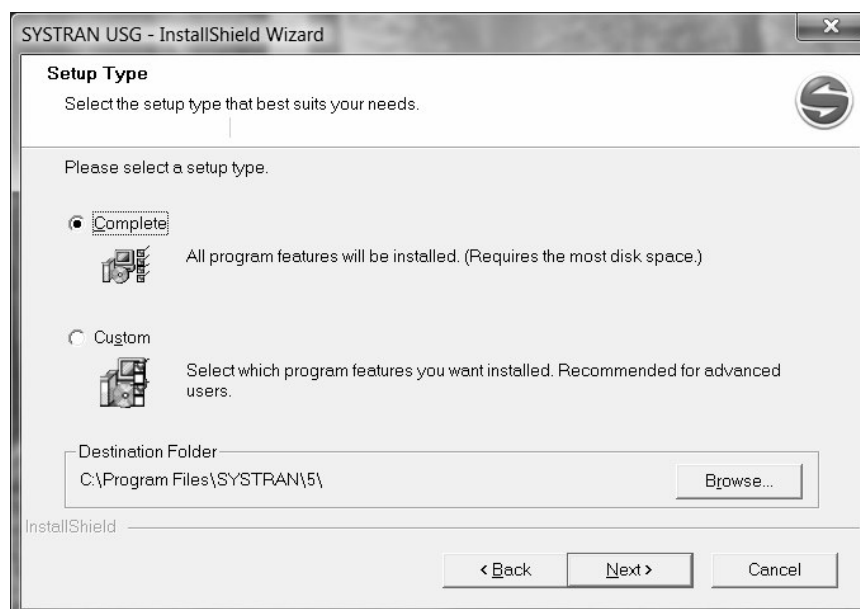 SYSTRAN USG - InstallShield Wizard
Setup Type
Select the setup type that best suits your needs.
Please select a setup type.
Complete
All program features will be installed. (Requires the most disk space.)
Custom
Select which program features you want installed. Recommended for advanced
users.
Destination Folder
C:\Program Files\SYSTRAN\5\
Browse...
InstallShield
< Back
Next >
Cancel